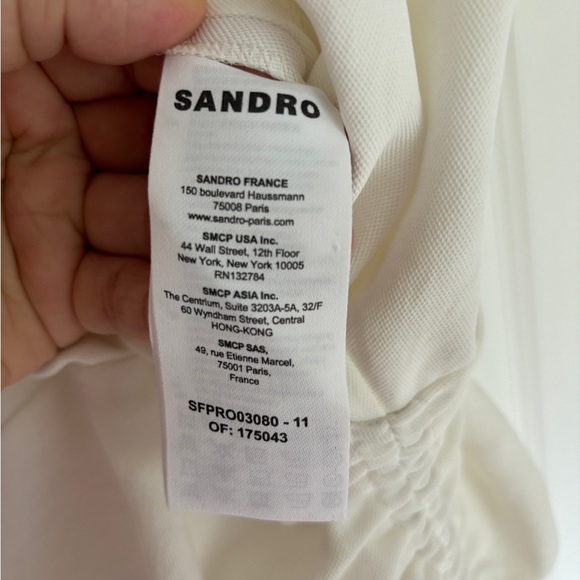 SANDRO
SANDRO FRANCE
150 boulevard Haussmann
75008 Paris
www.sandro-paris.com
SMCP USA Inc.
44 Wall Street, 12th Floor
New York, New York 10005
RN132784
SMCP ASIA Inc.
The Centrium, Suite 3203A-5A, 32/F
60 Wyndham Street, Central
HONG-KONG
SMCP SAS,
49, rue Etienne Marcel,
75001 Paris,
France
SFPRO03080 - 11
OF: 175043